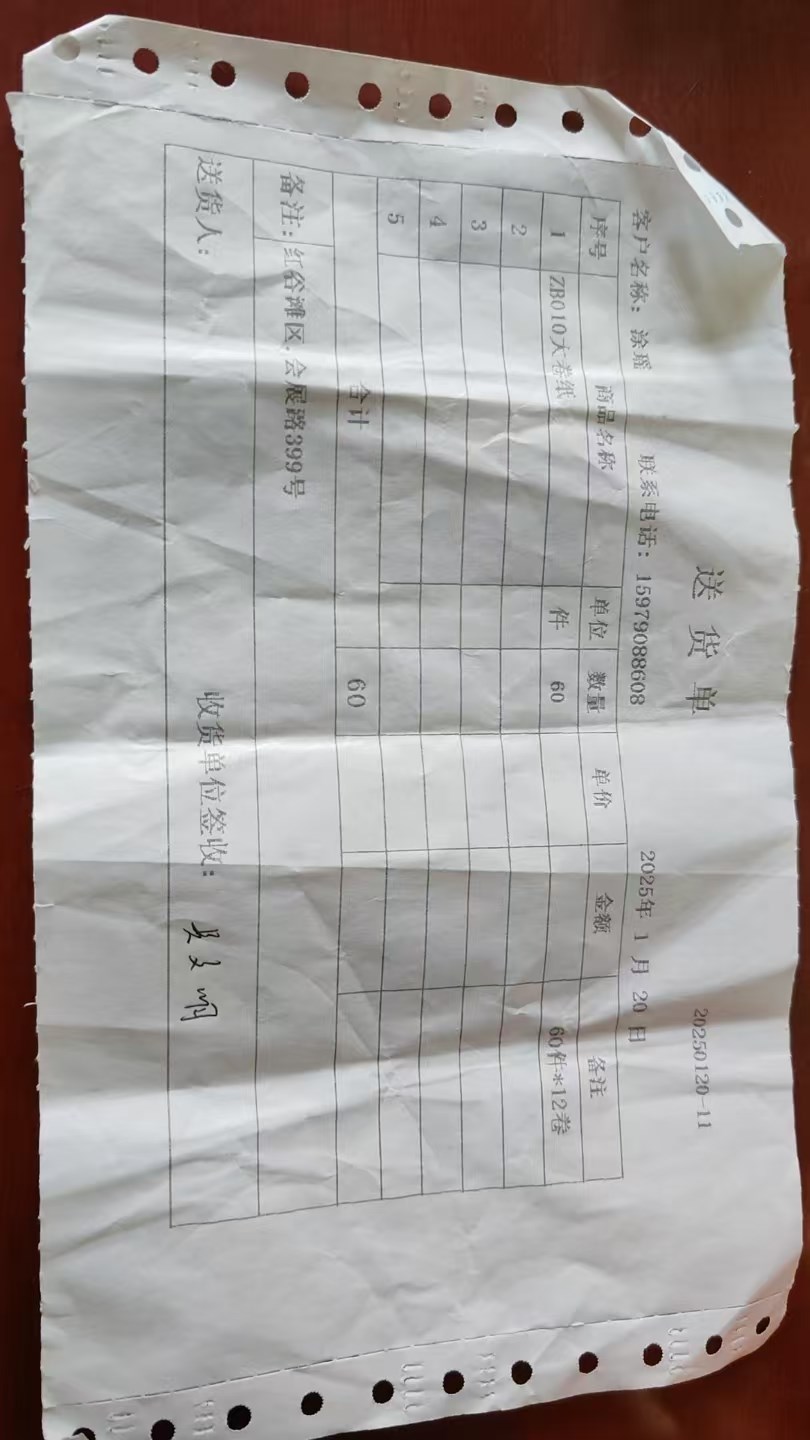 送货单
20250120-11
客户名称：涂瑶 联系电话：15979088608 2025年 1 月 20 日
序号 商品名称 单位 数量 单价 金额 备注
1 ZB010大卷纸 件 60 60件*12卷
2
3
4
5
合计 60
备注：红谷滩区,会展路399号
送货人： 收货单位签收：